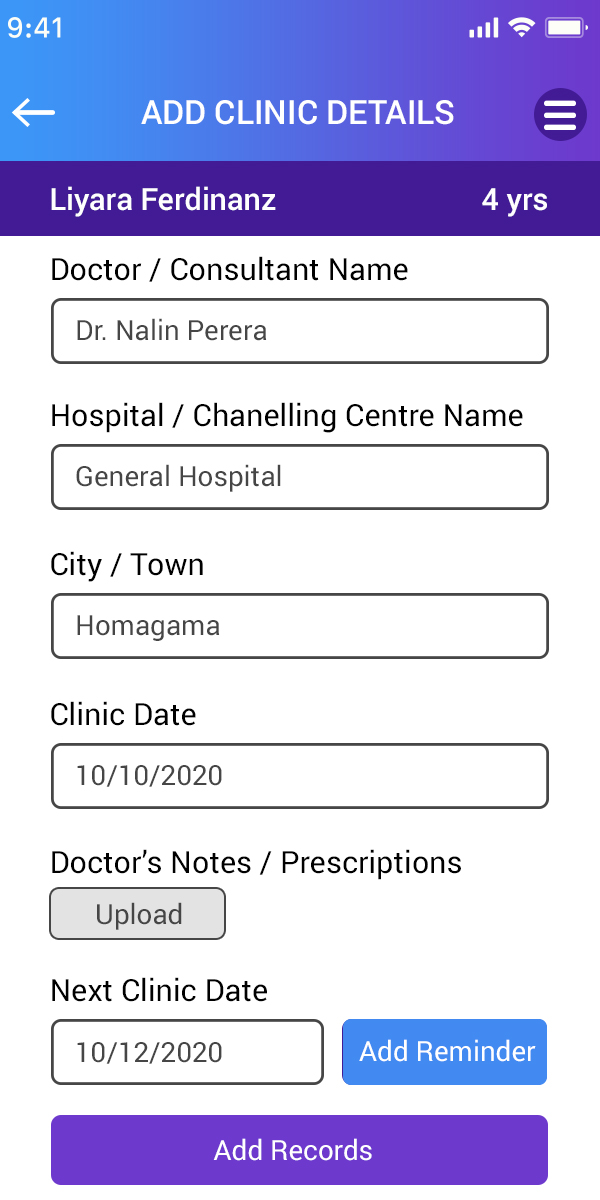 9:41
ADD CLINIC DETAILS
Liyara Ferdinanz 4 yrs
Doctor / Consultant Name
Dr. Nalin Perera
Hospital / Chanelling Centre Name
General Hospital
City / Town
Homagama
Clinic Date
10/10/2020
Doctor’s Notes / Prescriptions
Upload
Next Clinic Date
10/12/2020 Add Reminder
Add Records